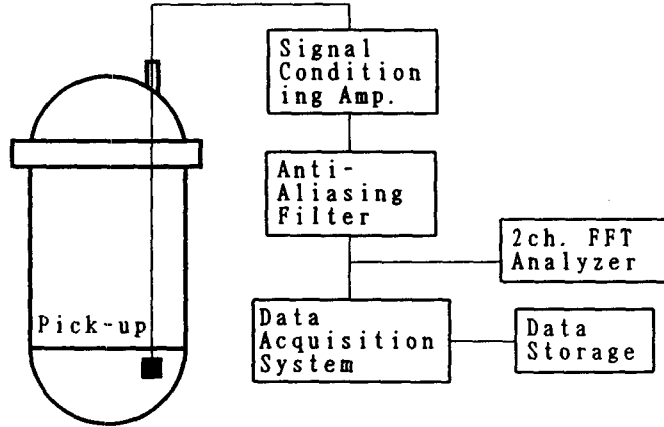 Signal
Condition
ing Amp.
Anti-
Aliasing
Filter
2ch. FFT
Analyzer
Pick-up
Data
Acquisition
System
Data
Storage